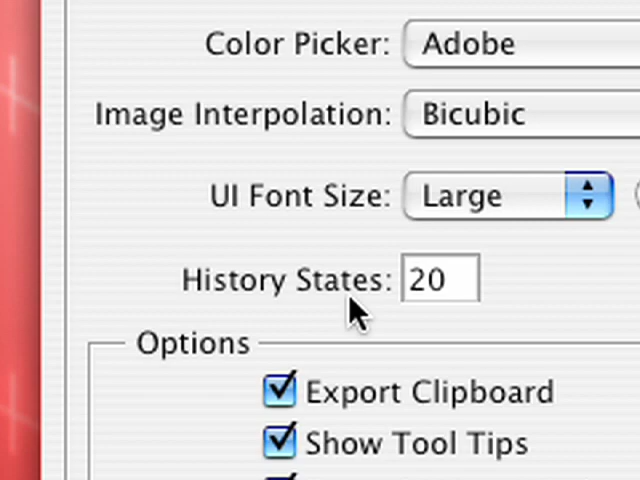 Color Picker: Adobe
Image Interpolation: Bicubic
UI Font Size: Large
History States: 20
Options
Export Clipboard
Show Tool Tips